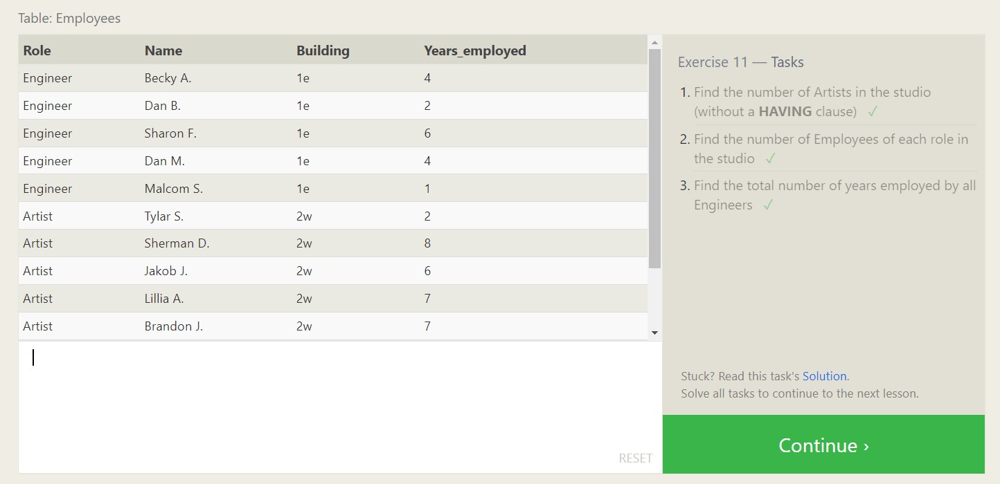 Table: Employees
Role Name Building Years_employed
Engineer Becky A. 1e 4
Engineer Dan B. 1e 2
Engineer Sharon F. 1e 6
Engineer Dan M. 1e 4
Engineer Malcom S. 1e 1
Artist Tylar S. 2w 2
Artist Sherman D. 2w 8
Artist Jakob J. 2w 6
Artist Lillia A. 2w 7
Artist Brandon J. 2w 7
RESET
Exercise 11 — Tasks
1. Find the number of Artists in the studio
(without a HAVING clause) ✓
2. Find the number of Employees of each role in
the studio ✓
3. Find the total number of years employed by all
Engineers ✓
Stuck? Read this task's Solution.
Solve all tasks to continue to the next lesson.
Continue ›